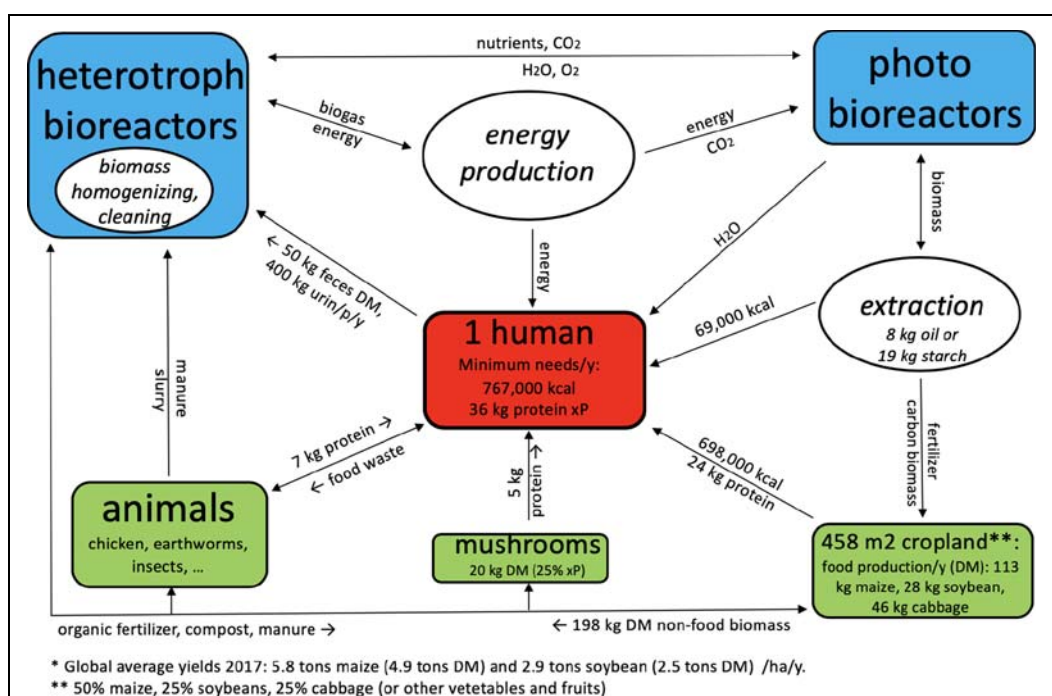 heterotroph
bioreactors
biomass
homogenizing,
cleaning
nutrients, CO₂
H₂O, O₂
photo
bioreactors
biogas
energy
energy
production
energy
CO₂
biomass
H₂O
energy
← 50 kg feces DM,
400 kg urin/p/y
extraction
8 kg oil or
19 kg starch
69,000 kcal
1 human
Minimum needs/y:
767,000 kcal
36 kg protein xP
manure
slurry
7 kg protein →
← food waste
5 kg
protein →
698,000 kcal
24 kg protein
fertilizer
carbon biomass
animals
chicken, earthworms,
insects, ...
mushrooms
20 kg DM (25% xP)
458 m2 cropland**:
food production/y (DM): 113
kg maize, 28 kg soybean,
46 kg cabbage
organic fertilizer, compost, manure →
← 198 kg DM non-food biomass
* Global average yields 2017: 5.8 tons maize (4.9 tons DM) and 2.9 tons soybean (2.5 tons DM) /ha/y.
** 50% maize, 25% soybeans, 25% cabbage (or other vetetables and fruits)